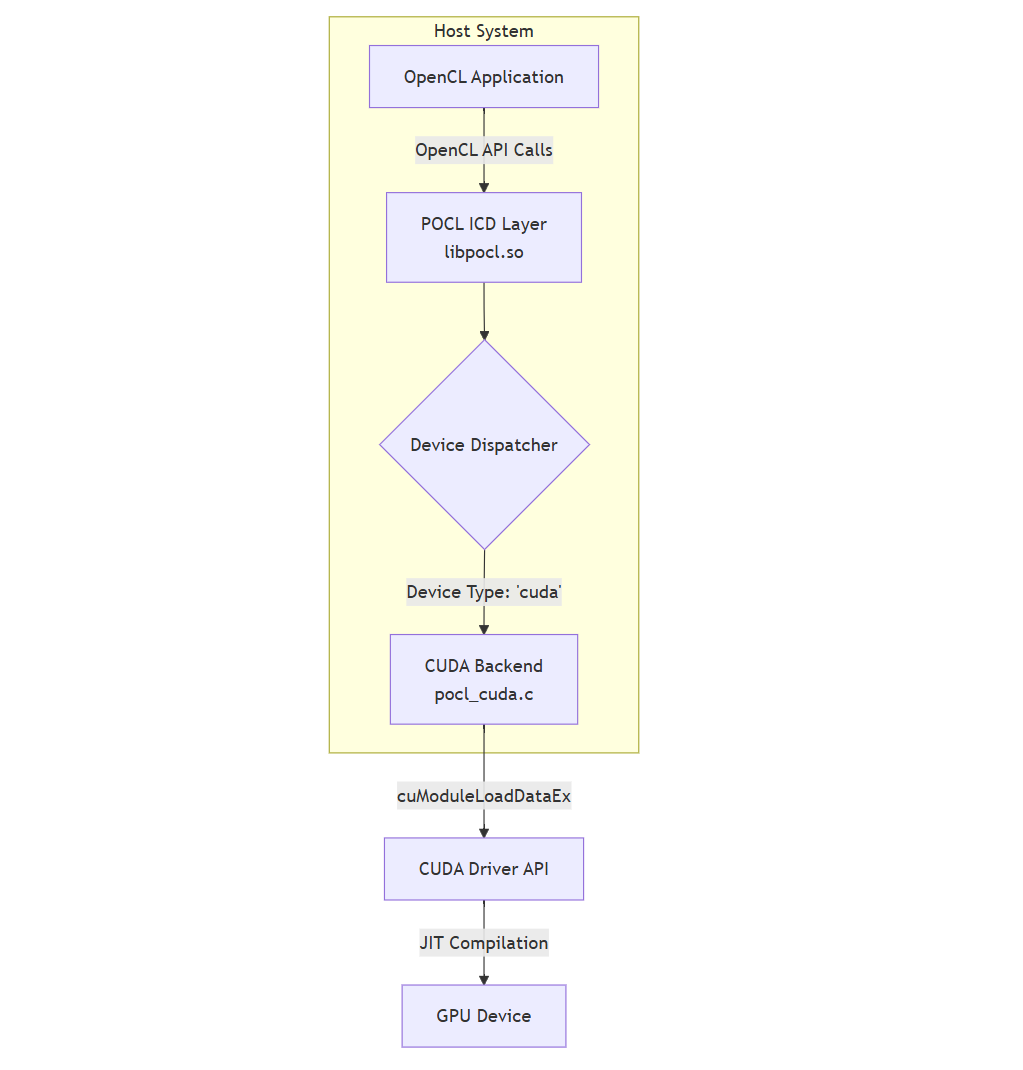 Host System
OpenCL Application
OpenCL API Calls
POCL ICD Layer
libpocl.so
Device Dispatcher
Device Type: 'cuda'
CUDA Backend
pocl_cuda.c
cuModuleLoadDataEx
CUDA Driver API
JIT Compilation
GPU Device